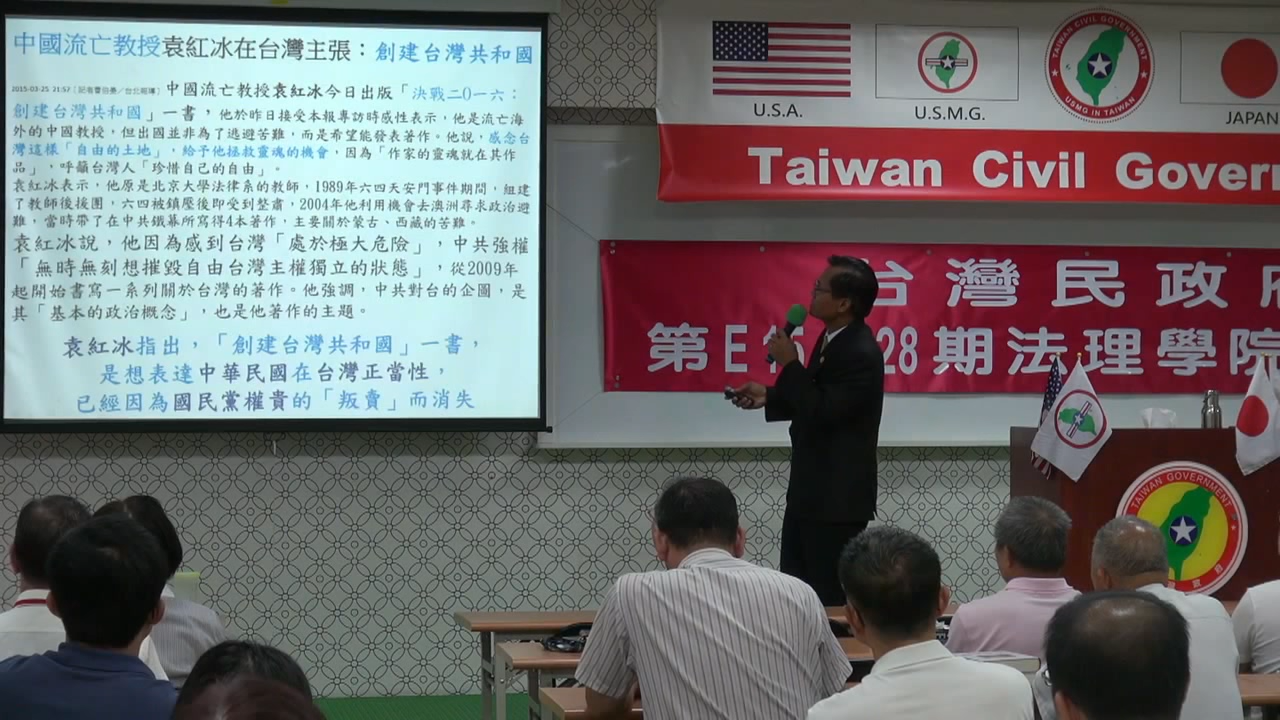 中國流亡教授袁紅冰在台灣主張：創建台灣共和國
2015-03-25 21:57 中國流亡教授袁紅冰今日出版「決戰二0一六：
創建台灣共和國」一書，他於昨日接受本報專訪時感性表示，他是流亡海
外的中國教授，但出國並非為了逃避苦難，而是希望能發表著作。他說，感念台
灣這樣「自由的土地」，給予他拯救靈魂的機會，因為「作家的靈魂就在其作
品」，呼籲台灣人「珍惜自己的自由」。
袁紅冰表示，他原是北京大學法律系的教師，1989年六四天安門事件期間，組建
了教師後援團，六四被鎮壓後即受到整肅，2004年他利用機會去澳洲尋求政治避
難，當時帶了在中共鐵幕所寫得4本著作，主要關於蒙古、西藏的苦難。
袁紅冰說，他因為感到台灣「處於極大危險」，中共強權
「無時無刻想摧毀自由台灣主權獨立的狀態」，從2009年
起開始書寫一系列關於台灣的著作。他強調，中共對台的企圖，是
其「基本的政治概念」，也是他著作的主題。
袁紅冰指出，「創建台灣共和國」一書，
是想表達中華民國在台灣正當性，
已經因為國民黨權貴的「叛賣」而消失
U.S.A.
U.S.M.G.
TAIWAN CIVIL GOVERNMENT
USMG IN TAIWAN
JAPAN
Taiwan Civil Govern
台灣民政府
第E15 28期法理學院
TAIWAN GOVERNMENT